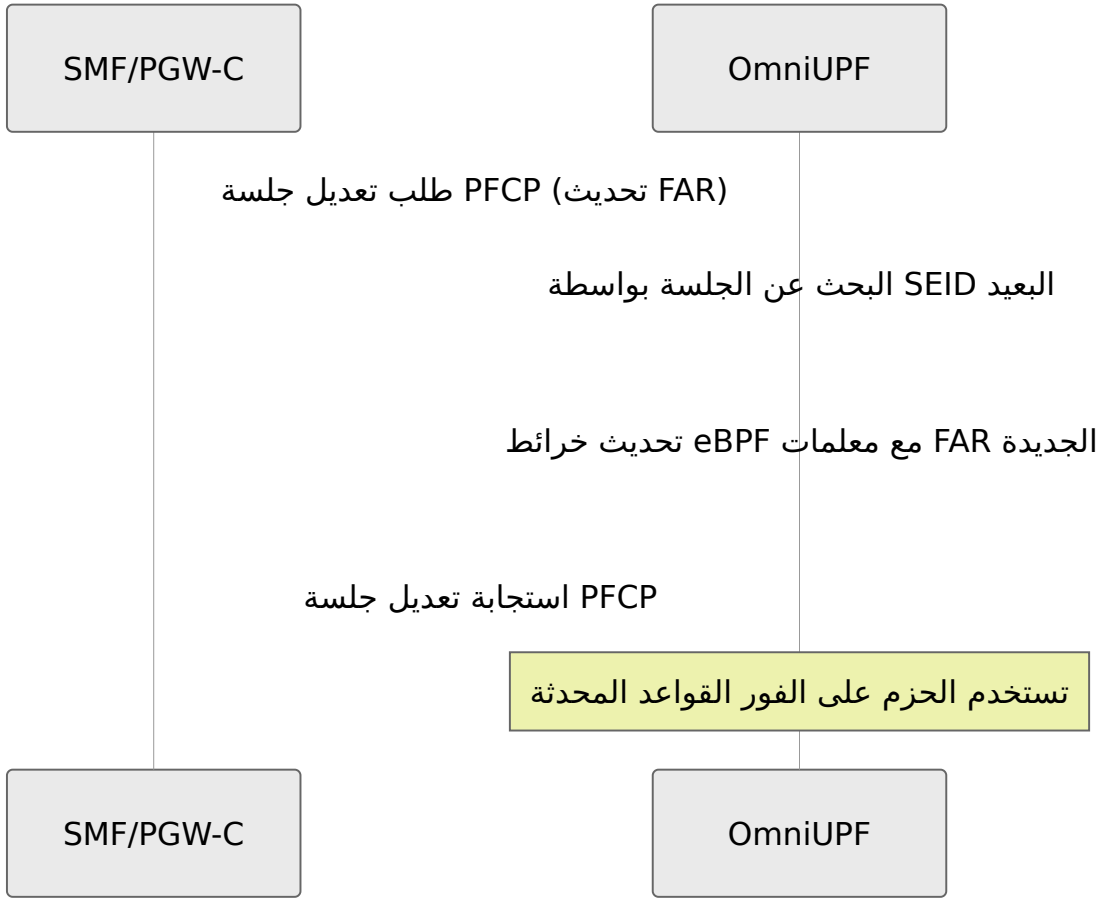 SMF/PGW-C
OmniUPF
طلب تعديل جلسة PFCP (تحديث FAR)
البحث عن الجلسة بواسطة SEID البعيد
تحديث خرائط eBPF مع معلمات FAR الجديدة
استجابة تعديل جلسة PFCP
تستخدم الحزم على الفور القواعد المحدثة
SMF/PGW-C
OmniUPF